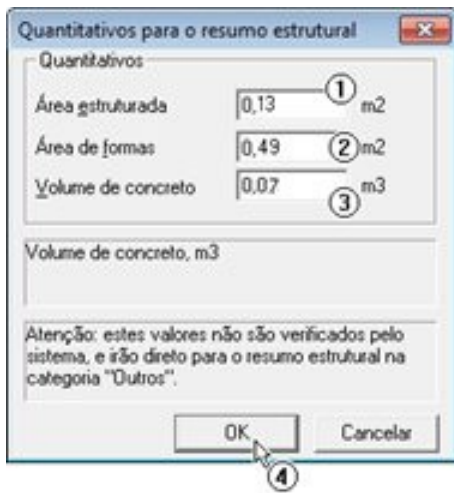 Quantitativos para o resumo estrutural
Quantitativos
Área estruturada 0,13 ① m2
Área de formas 0,49 ② m2
Volume de concreto 0,07 ③ m3
Volume de concreto, m3
Atenção: estes valores não são verificados pelo
sistema, e irão direto para o resumo estrutural na
categoria "Outros".
OK Cancelar
④